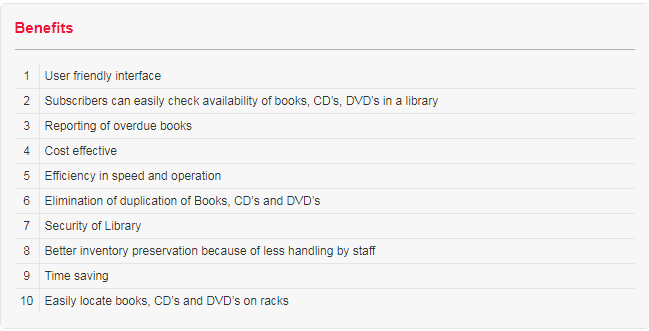 Benefits
1 User friendly interface
2 Subscribers can easily check availability of books, CD's, DVD's in a library
3 Reporting of overdue books
4 Cost effective
5 Efficiency in speed and operation
6 Elimination of duplication of Books, CD's and DVD's
7 Security of Library
8 Better inventory preservation because of less handling by staff
9 Time saving
10 Easily locate books, CD's and DVD's on racks